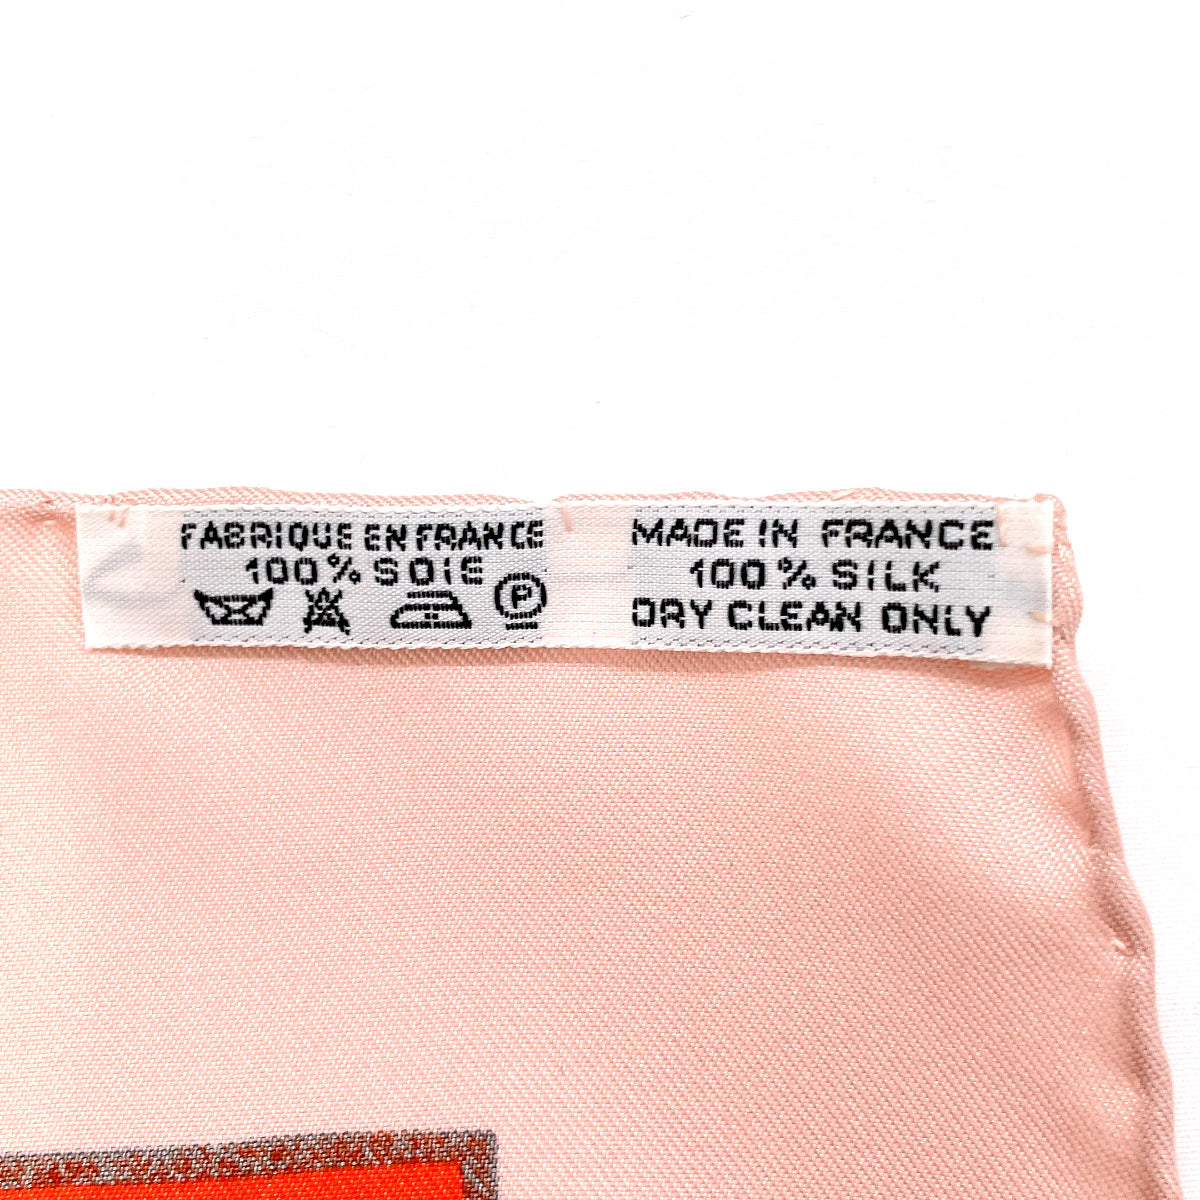 FABRIQUE EN FRANCE
100% SOIE
P
MADE IN FRANCE
100% SILK
DRY CLEAN ONLY